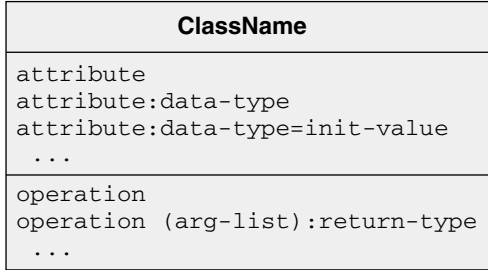 ClassName
attribute
attribute:data-type
attribute:data-type=init-value
...
operation
operation (arg-list):return-type
...